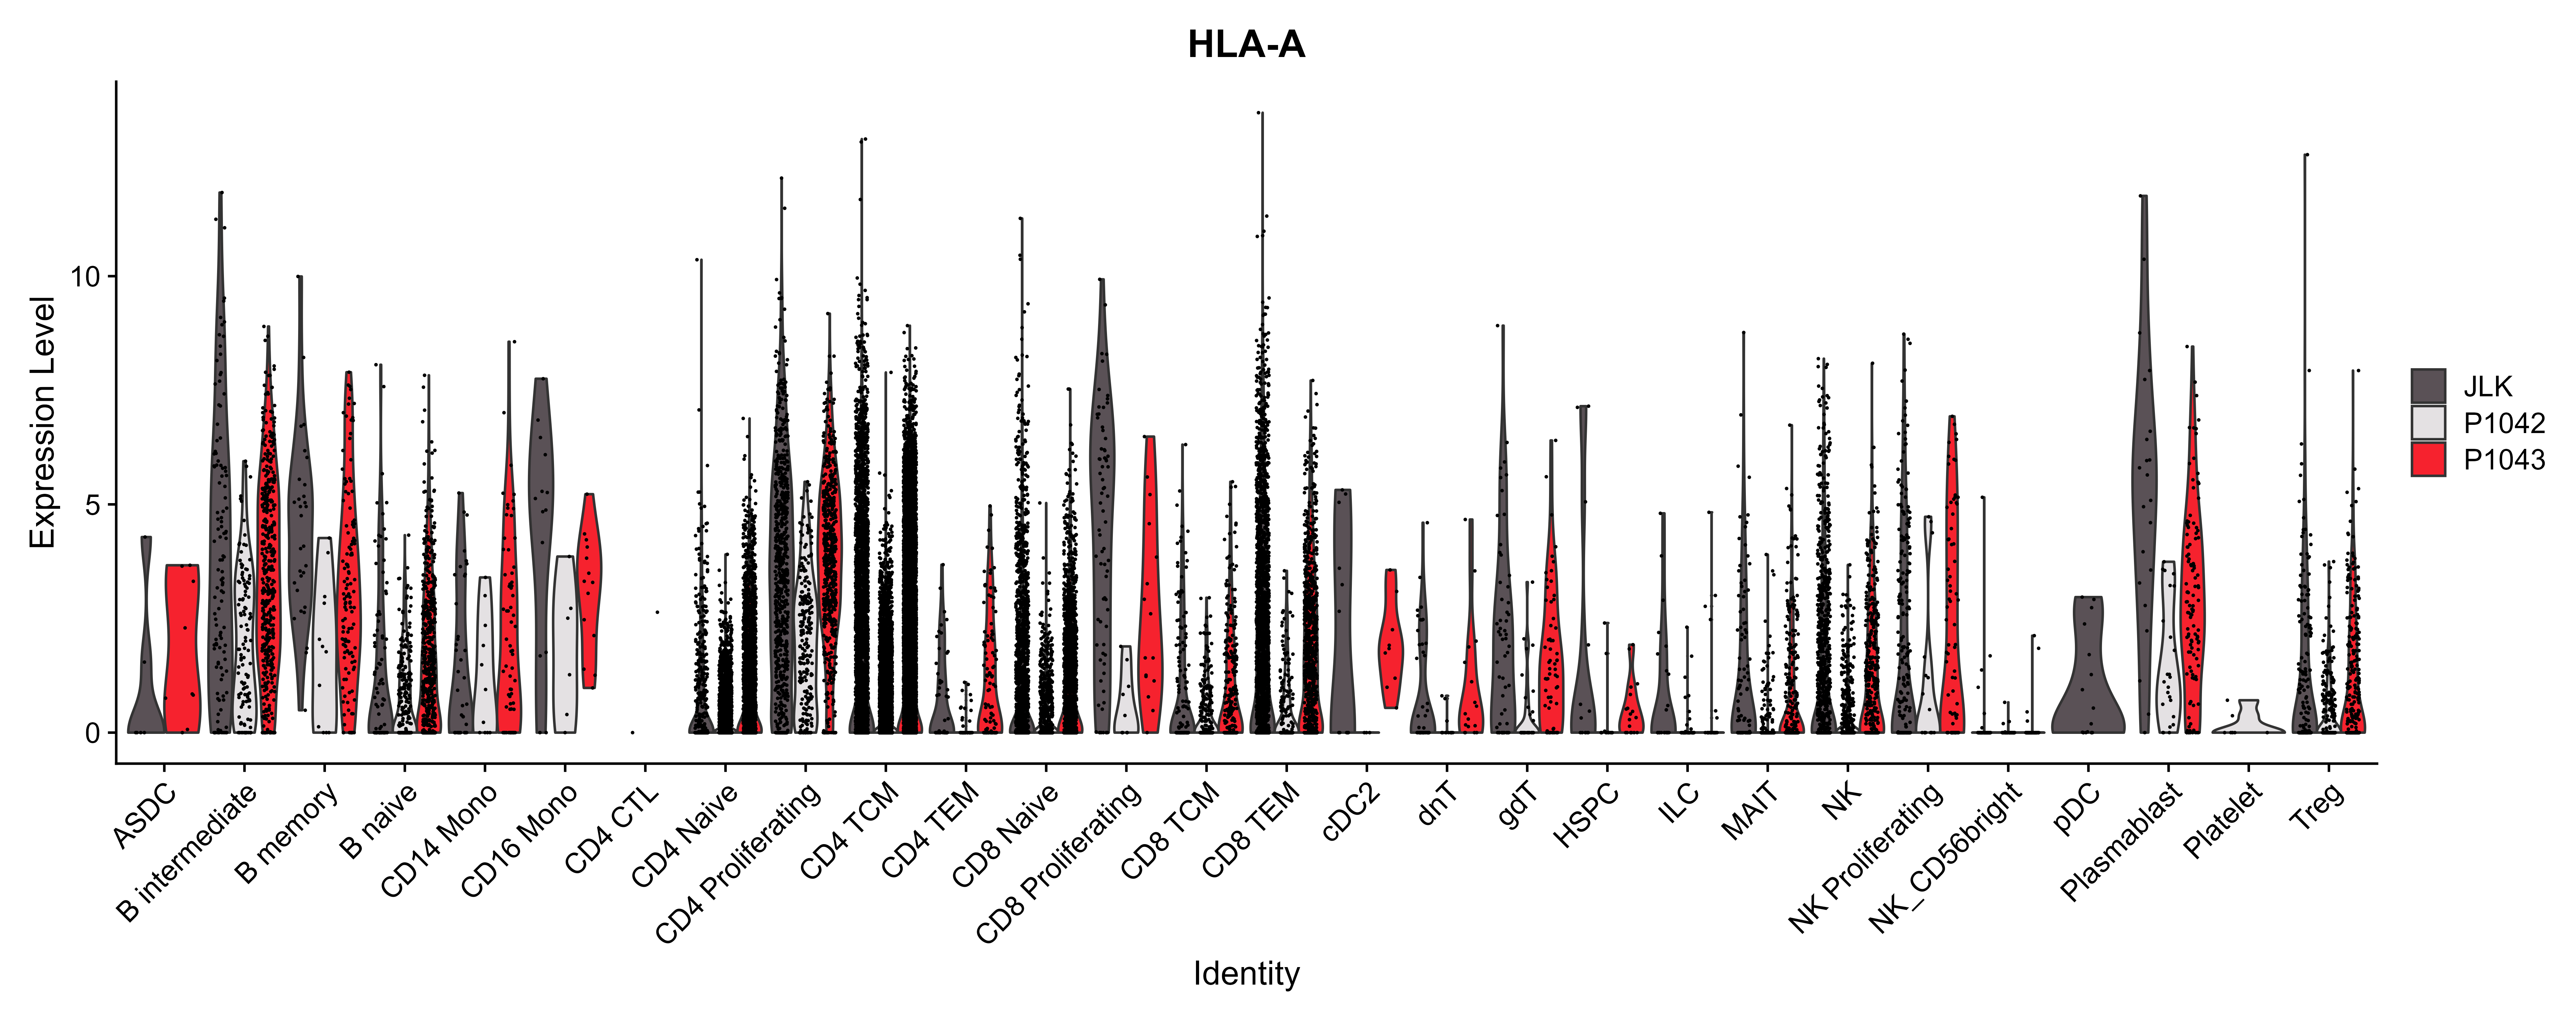 HLA-A
Expression Level
10
5
0
ASDC
B intermediate
B memory
B naive
CD14 Mono
CD16 Mono
CD4 CTL
CD4 Naive
CD4 Proliferating
CD4 TCM
CD4 TEM
CD8 Naive
CD8 Proliferating
CD8 TCM
CD8 TEM
cDC2
dnT
gdT
HSPC
ILC
MAIT
NK
NK Proliferating
NK_CD56bright
pDC
Plasmablast
Platelet
Treg
Identity
JLK
P1042
P1043